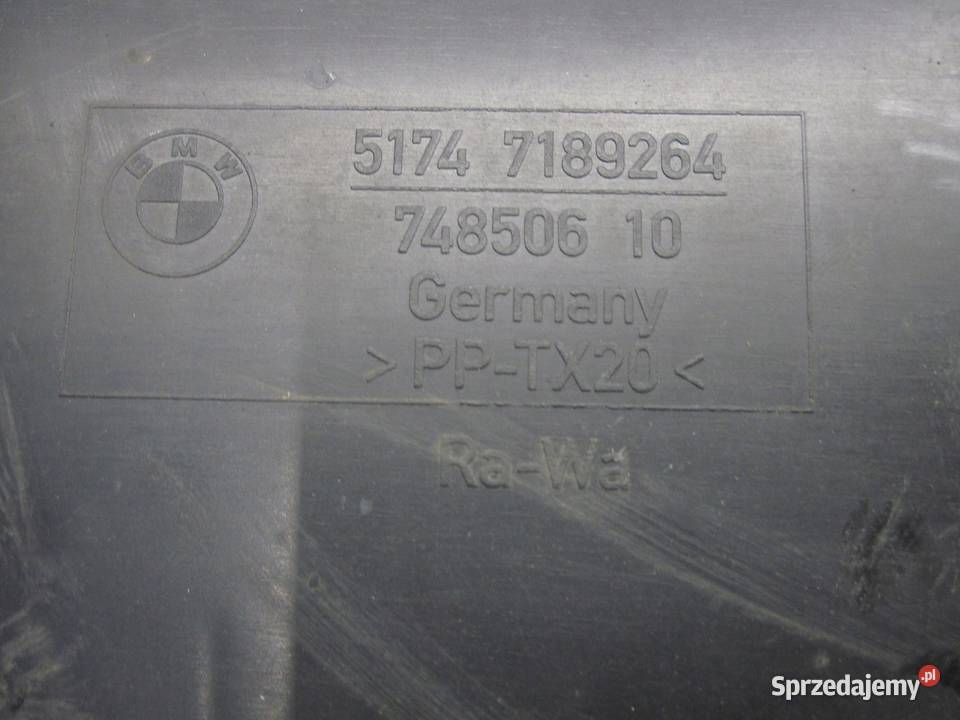 BMW
5174 7189264
748506 10
Germany
>PP-TX20<
Ra-Wa
Sprzedajemy.pl